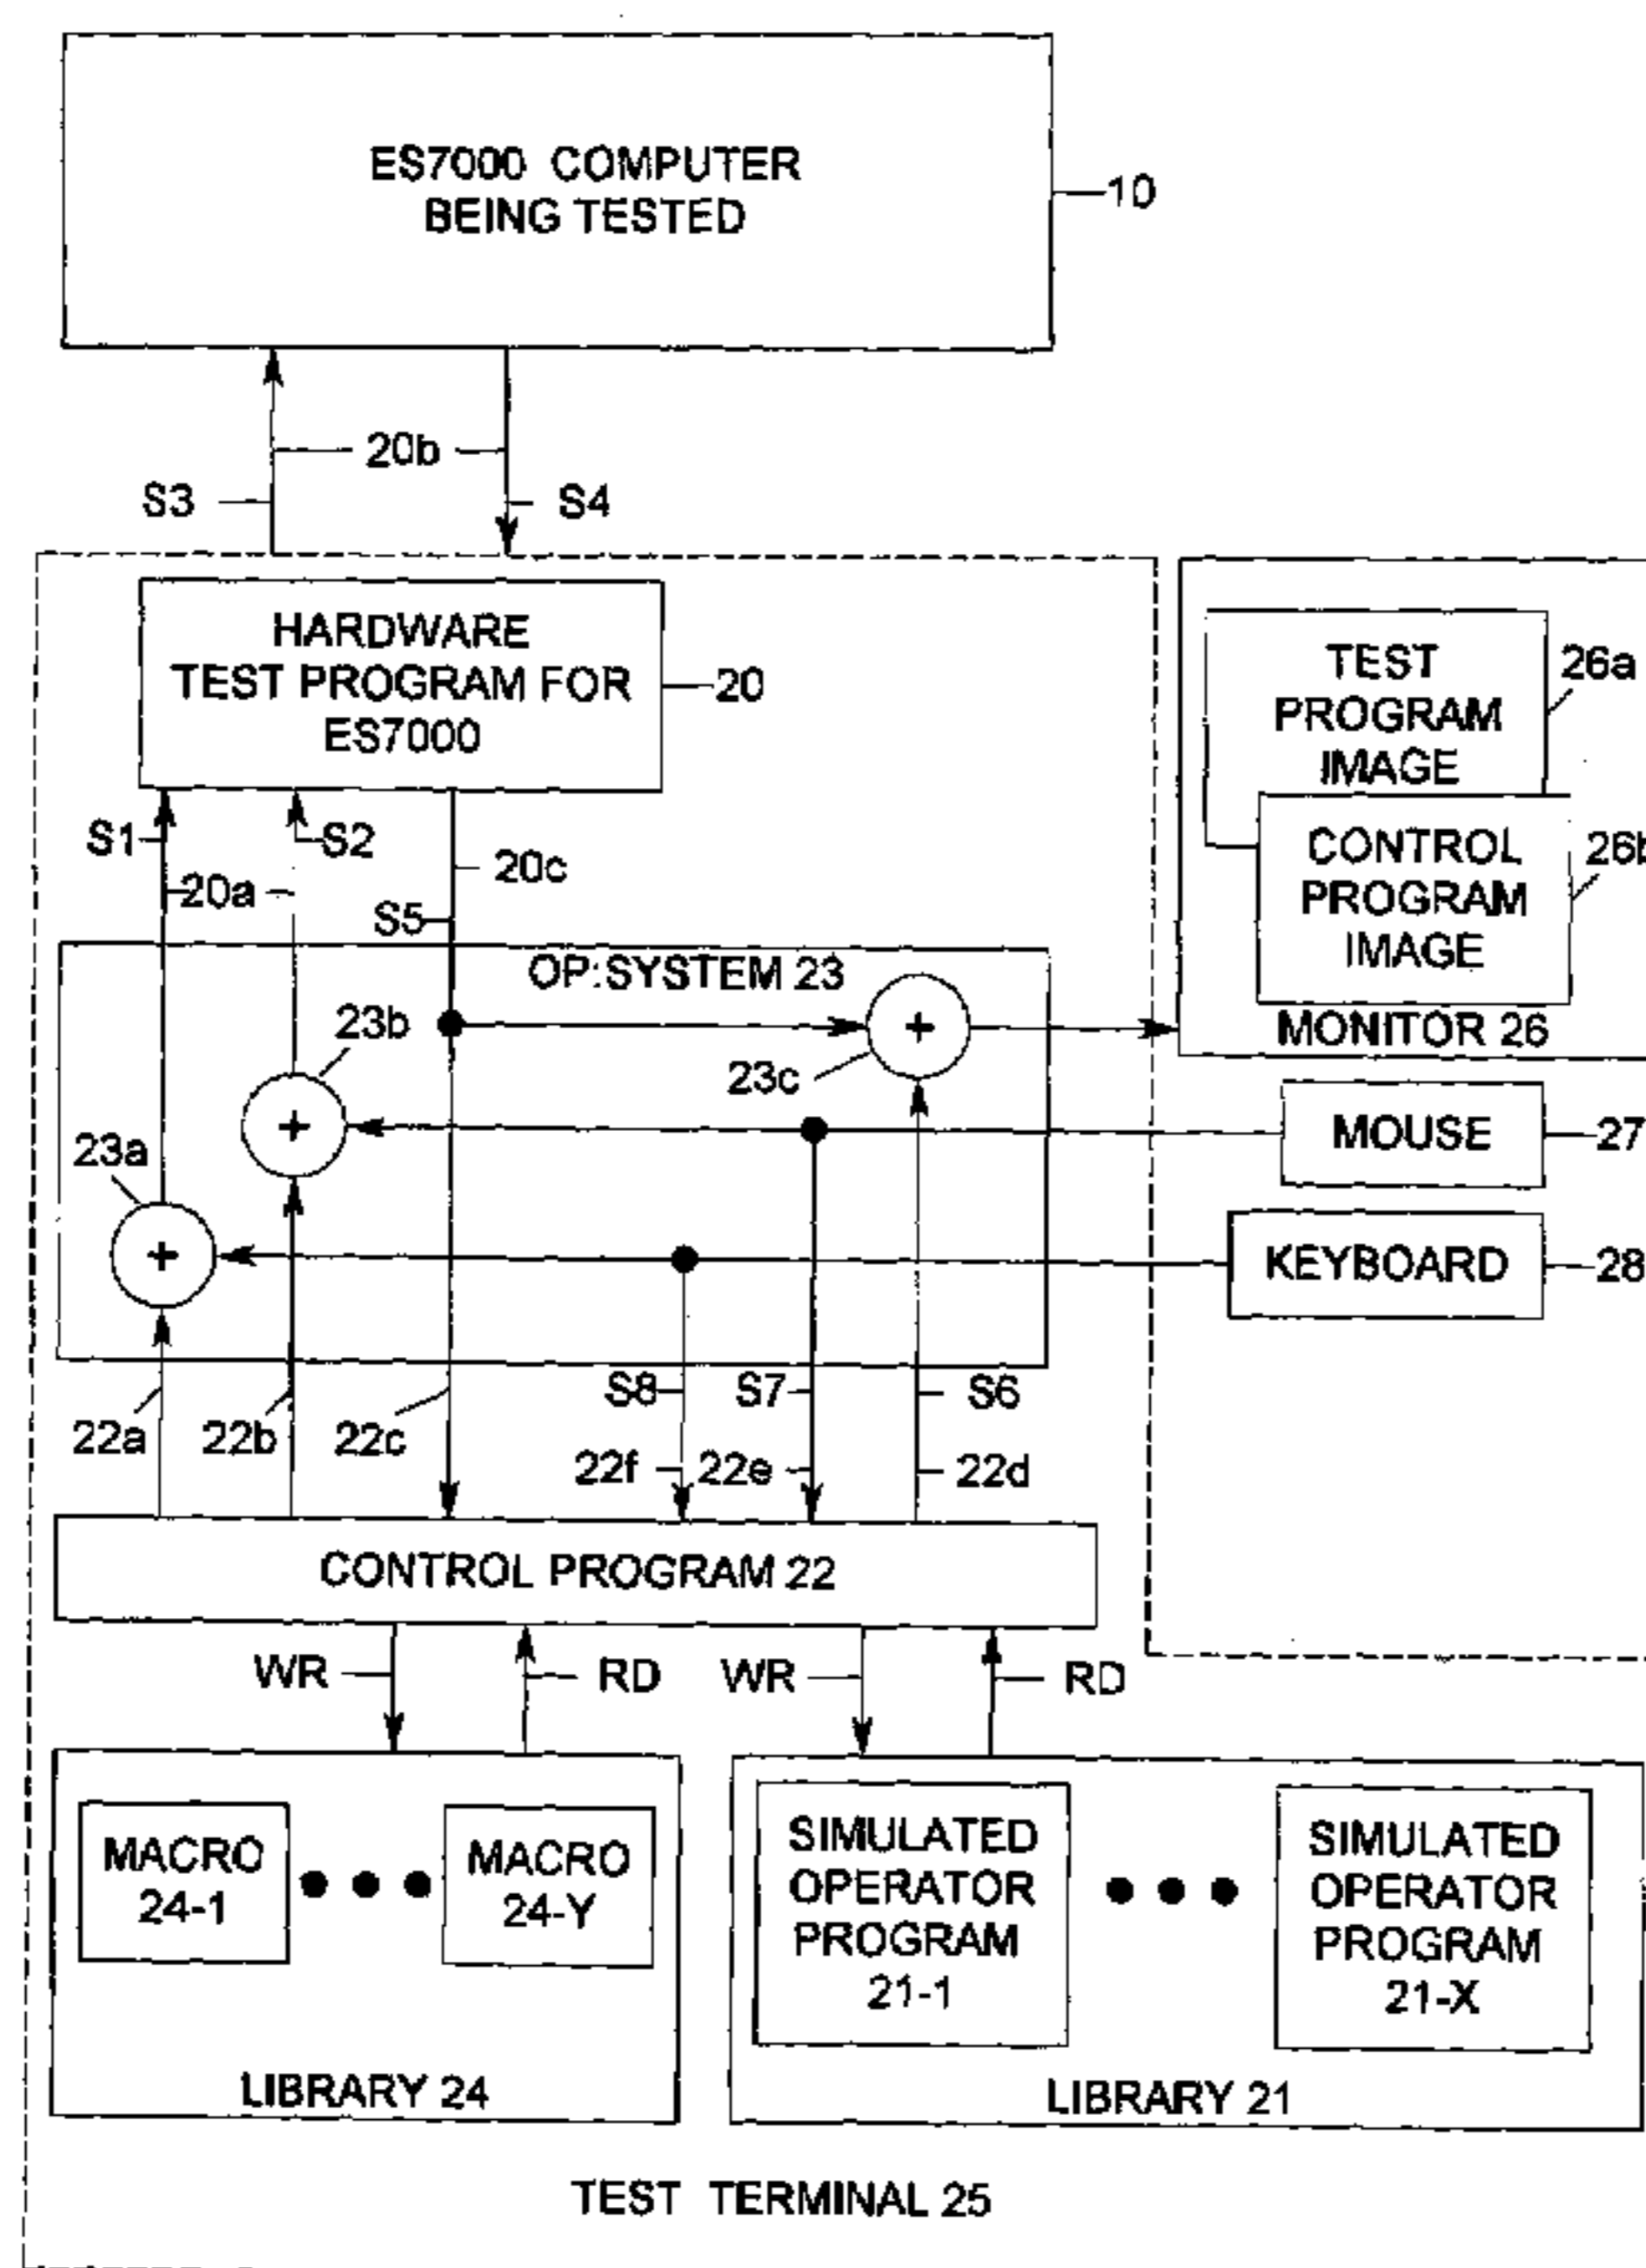 ES7000 COMPUTER
BEING TESTED
10
20b
S3
S4
HARDWARE
TEST PROGRAM FOR
ES7000
20
TEST
PROGRAM
IMAGE
26a
CONTROL
PROGRAM
IMAGE
26b
MONITOR 26
S1
S2
20a
20c
S5
OP:SYSTEM 23
23b
23c
23a
MOUSE
27
KEYBOARD
28
S8
S7
S6
22a
22b
22c
22f
22e
22d
CONTROL PROGRAM 22
WR
RD
WR
RD
MACRO
24-1
MACRO
24-Y
SIMULATED
OPERATOR
PROGRAM
21-1
SIMULATED
OPERATOR
PROGRAM
21-X
LIBRARY 24
LIBRARY 21
TEST TERMINAL 25